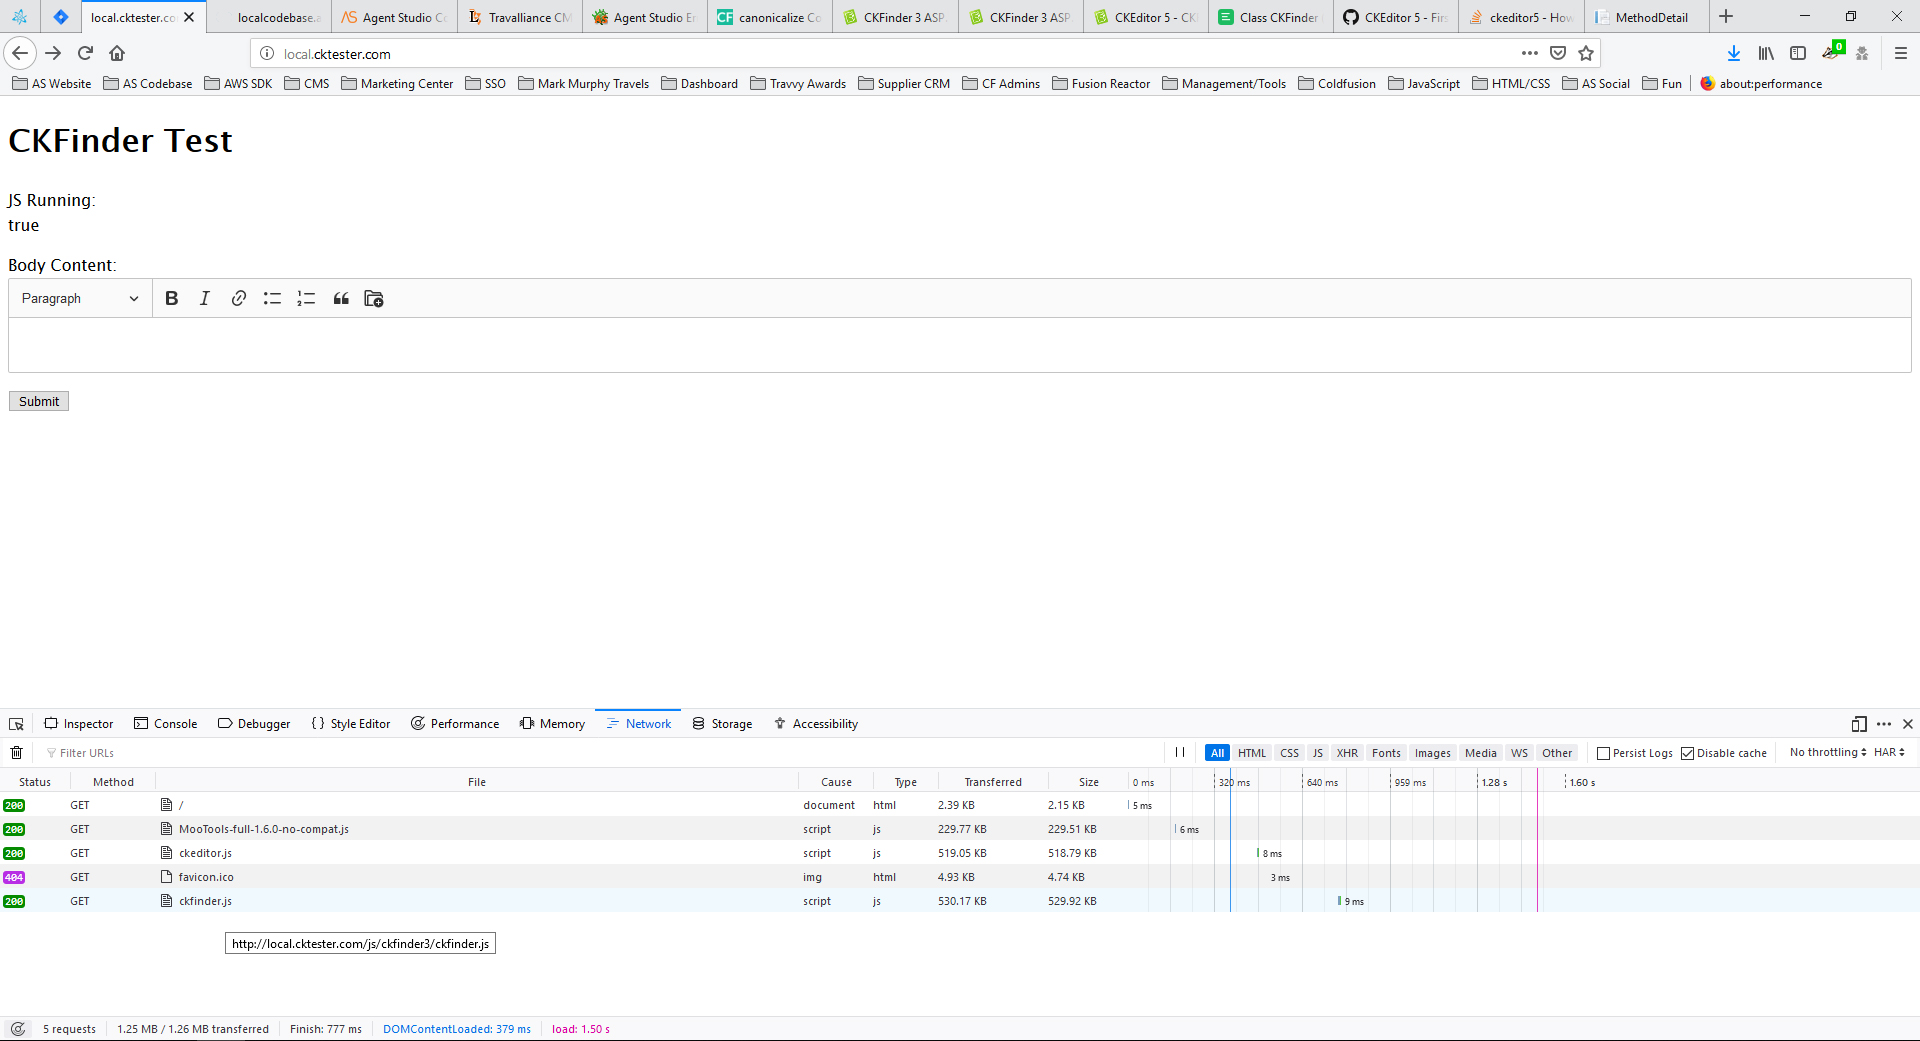 local.cktester.co
localcodebase.a
Agent Studio Co
Travalliance CM
Agent Studio En
canonicalize Co
CKFinder 3 ASP.
CKFinder 3 ASP.
CKEditor 5 - CKE
Class CKFinder
CKEditor 5 - Firs
ckeditor5 - How
MethodDetail
local.cktester.com
0
AS Website AS Codebase AWS SDK CMS Marketing Center SSO Mark Murphy Travels Dashboard Travvy Awards Supplier CRM CF Admins Fusion Reactor Management/Tools Coldfusion JavaScript HTML/CSS AS Social Fun about:performance
CKFinder Test
JS Running:
true
Body Content:
Paragraph B I
Submit
Inspector Console Debugger Style Editor Performance Memory Network Storage Accessibility
Filter URLs All HTML CSS JS XHR Fonts Images Media WS Other Persist Logs Disable cache No throttling HAR
Status Method File Cause Type Transferred Size 0 ms 320 ms 640 ms 959 ms 1.28 s 1.60 s
200 GET / document html 2.39 KB 2.15 KB 5 ms
200 GET MooTools-full-1.6.0-no-compat.js script js 229.77 KB 229.51 KB 6 ms
200 GET ckeditor.js script js 519.05 KB 518.79 KB 8 ms
404 GET favicon.ico img html 4.93 KB 4.74 KB 3 ms
200 GET ckfinder.js script js 530.17 KB 529.92 KB 9 ms
http://local.cktester.com/js/ckfinder3/ckfinder.js
5 requests 1.25 MB / 1.26 MB transferred Finish: 777 ms DOMContentLoaded: 379 ms load: 1.50 s